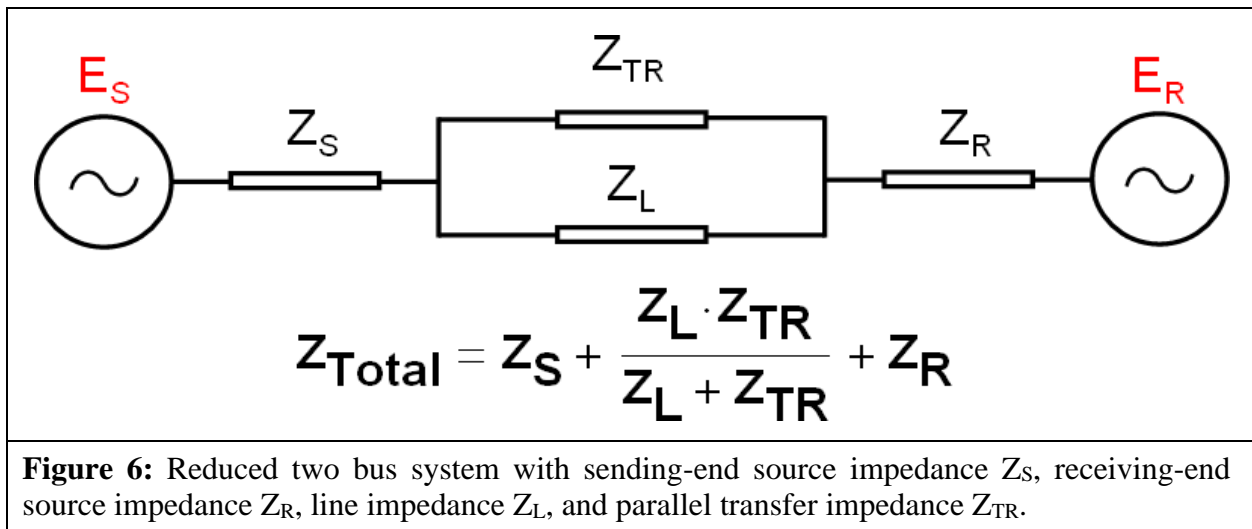 Z_TR
E_S
E_R
Z_S
Z_R
Z_L
Z_Total = Z_S + (Z_L · Z_TR) / (Z_L + Z_TR) + Z_R
Figure 6: Reduced two bus system with sending-end source impedance Z_S, receiving-end
source impedance Z_R, line impedance Z_L, and parallel transfer impedance Z_TR.